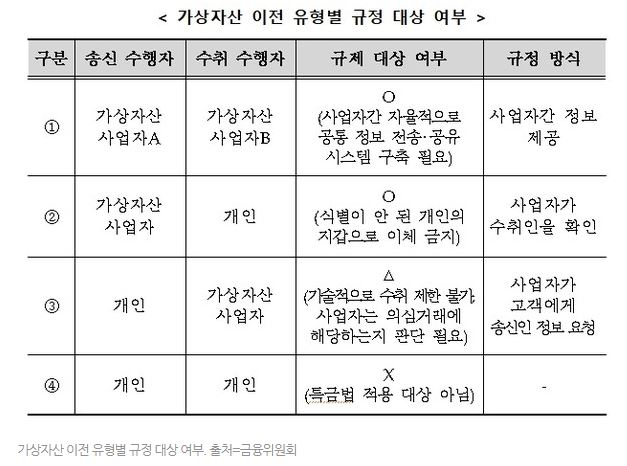 < 가상자산 이전 유형별 규정 대상 여부 >
구분 송신 수행자 수취 수행자 규제 대상 여부 규정 방식
①
가상자산
사업자A
가상자산
사업자B
○
(사업자간 자율적으로
공통 정보 전송·공유
시스템 구축 필요)
사업자간 정보
제공
②
가상자산
사업자
개인
○
(식별이 안 된 개인의
지갑으로 이체 금지)
사업자가
수취인을 확인
③
개인
가상자산
사업자
△
(기술적으로 수취 제한 불가,
사업자는 의심거래에
해당하는지 판단 필요)
사업자가
고객에게
송신인 정보 요청
④
개인
개인
X
(특금법 적용 대상 아님)
-
가상자산 이전 유형별 규정 대상 여부. 출처=금융위원회